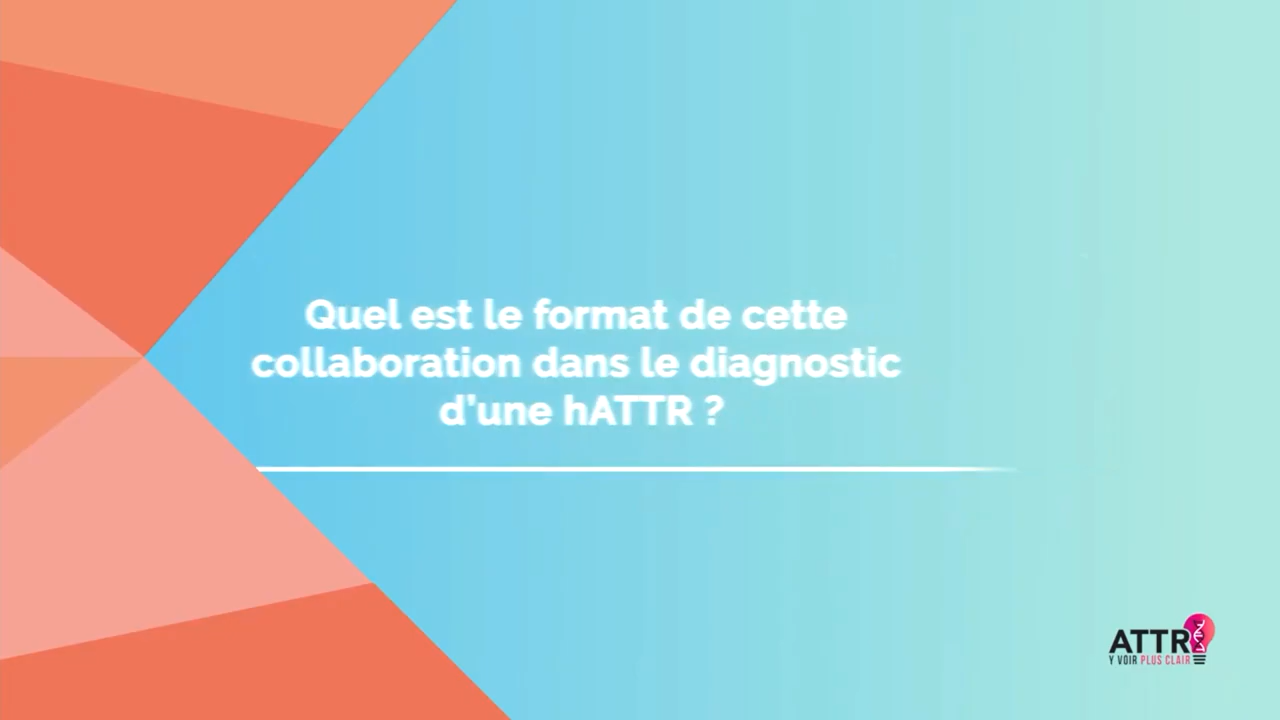 Quel est le format de cette
collaboration dans le diagnostic
d'une hATTR ?
ATTR
Y VOIR PLUS CLAIR